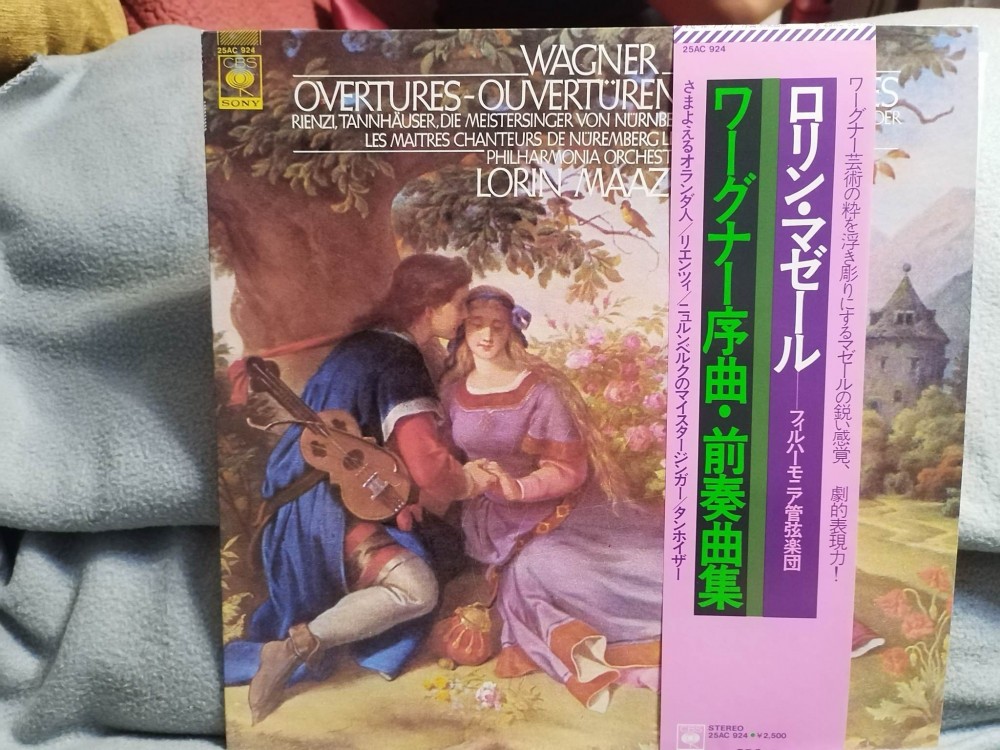 25AC 924
CBS
SONY
WAGNER
OVERTURES-OUVERTÜREN
ES
RIENZI, TANNHÄUSER, DIE MEISTERSINGER VON NÜRNBE
DER
LES MAITRES CHANTEURS DE NÜREMBERG L
PHILHARMONIA ORCHEST
LORIN MAAZ
25AC 924
ワーグナー芸術の粋を浮き彫りにするマゼールの鋭い感覚、劇的表現力!
ロリン・マゼール──フィルハーモニア管弦楽団
ワーグナー序曲・前奏曲集
さまよえるオランダ人/リエンツィ/ニュルンベルクのマイスタージンガー/タンホイザー
CBS
STEREO
25AC 924 ●¥2,500